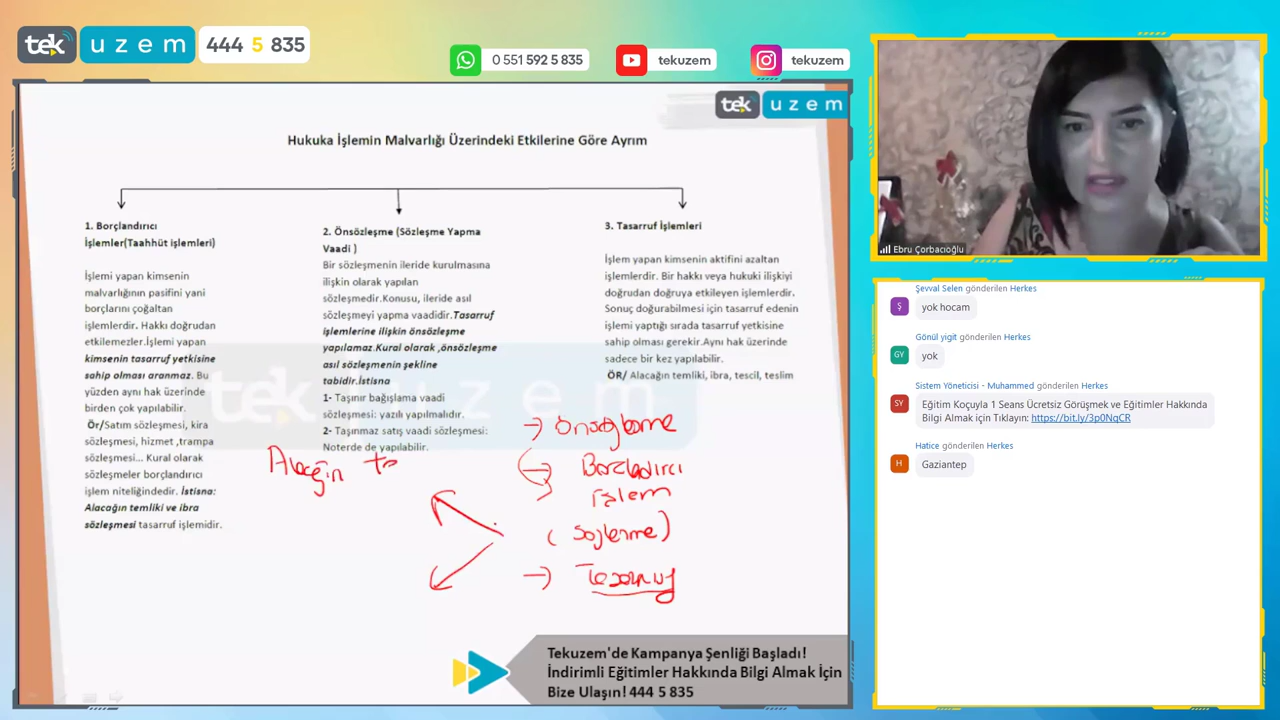 tek
uzem
444 5 835
0 551 592 5 835
tekuzem
tekuzem
tek
uzem
Hukuka İşlemin Malvarlığı Üzerindeki Etkilerine Göre Ayrım
1. Borçlandırıcı
İşlemler(Taahhüt işlemleri)
İşlemi yapan kimsenin
malvarlığının pasifini yani
borçlarını çoğaltan
işlemlerdir. Hakkı doğrudan
etkilemezler.İşlemi yapan
kimsenin tasarruf yetkisine
sahip olması aranmaz. Bu
yüzden aynı hak üzerinde
birden çok yapılabilir.
Ör/Satım sözleşmesi, kira
sözleşmesi, hizmet ,trampa
sözleşmesi... Kural olarak
sözleşmeler borçlandırıcı
işlem niteliğindedir. İstisna:
Alacağın temliki ve ibra
sözleşmesi tasarruf işlemidir.
2. Önsözleşme (Sözleşme Yapma
Vaadi )
Bir sözleşmenin ileride kurulmasına
ilişkin olarak yapılan
sözleşmedir.Konusu, ileride asıl
sözleşmeyi yapma vaadidir.Tasarruf
işlemlerine ilişkin önsözleşme
yapılamaz.Kural olarak ,önsözleşme
asıl sözleşmenin şekline
tabidir.İstisna
1- Taşınır bağışlama vaadi
sözleşmesi: yazılı yapılmalıdır.
2- Taşınmaz satış vaadi sözleşmesi:
Noterde de yapılabilir.
3. Tasarruf İşlemleri
İşlem yapan kimsenin aktifini azaltan
işlemlerdir. Bir hakkı veya hukuki ilişkiyi
doğrudan doğruya etkileyen işlemlerdir.
Sonuç doğurabilmesi için tasarruf edenin
işlemi yaptığı sırada tasarruf yetkisine
sahip olması gerekir.Aynı hak üzerinde
sadece bir kez yapılabilir.
ÖR/ Alacağın temliki, ibra, tescil, teslim
tek uzem
Alacağın te
Önsözleşme
Borçlandırıcı
işlem
(sözleşme)
Tasarruf
Tekuzem'de Kampanya Şenliği Başladı!
İndirimli Eğitimler Hakkında Bilgi Almak İçin
Bize Ulaşın! 444 5 835
Ebru Çorbacıoğlu
Şevval Selen gönderilen Herkes
Ş
yok hocam
Gönül yigit gönderilen Herkes
GY
yok
Sistem Yöneticisi - Muhammed gönderilen Herkes
SY
Eğitim Koçuyla 1 Seans Ücretsiz Görüşmek ve Eğitimler Hakkında
Bilgi Almak için Tıklayın: https://bit.ly/3p0NqCR
Hatice gönderilen Herkes
H
Gaziantep